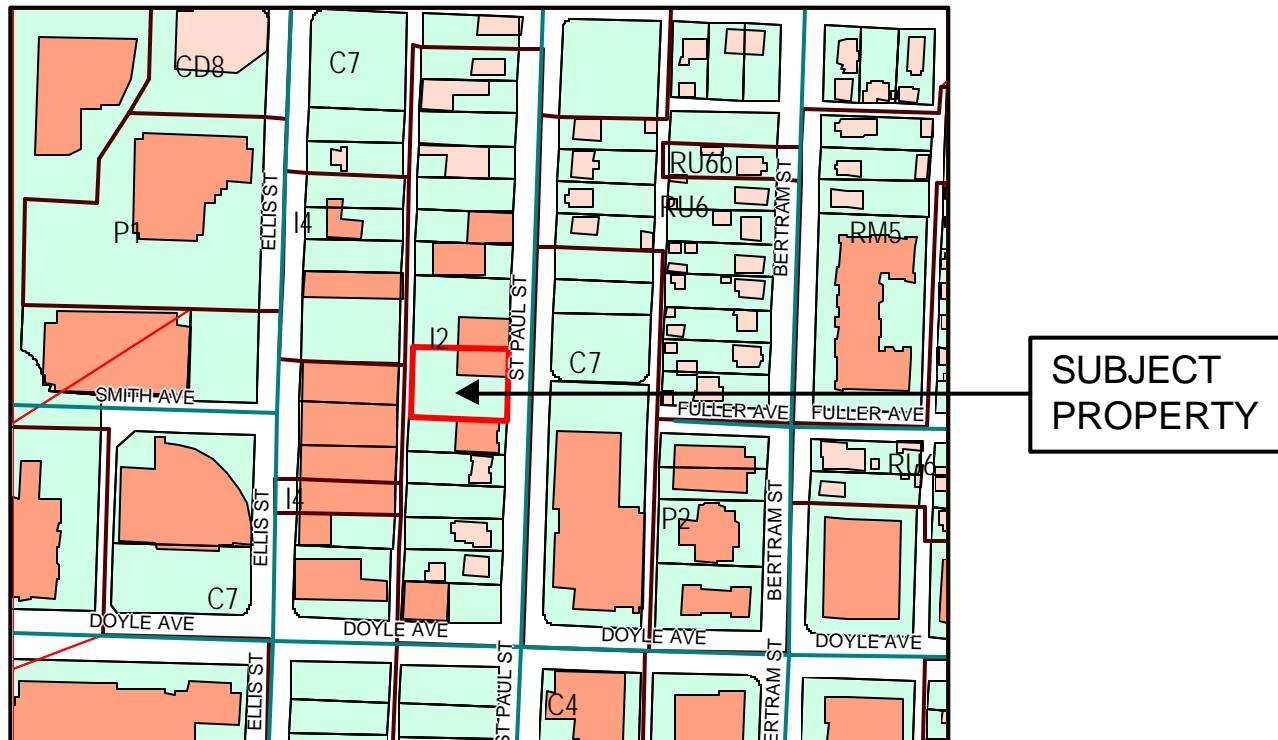 CD8
C7
ELLIS ST
P1
I4
RU6b
RU6
BERTRAM ST
RM5
ST PAUL ST
I2
C7
SMITH AVE
FULLER AVE
FULLER AVE
SUBJECT
PROPERTY
I4
ELLIS ST
C7
P2
BERTRAM ST
RU6
DOYLE AVE
DOYLE AVE
DOYLE AVE
DOYLE AVE
ELLIS ST
ST PAUL ST
C4
ERTRAM ST